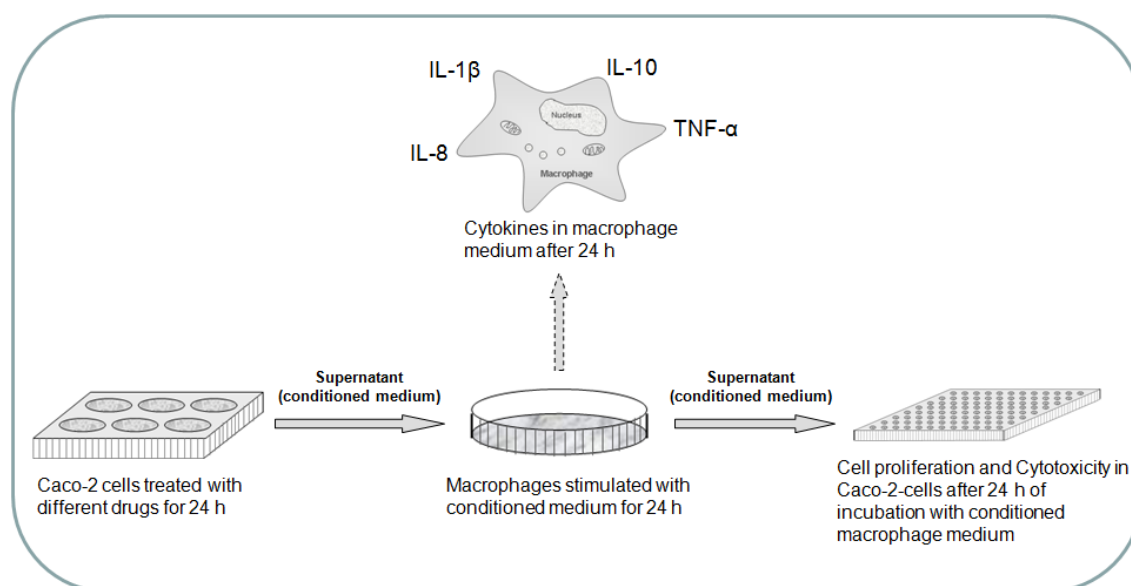 IL-1β
IL-10
Nucleus
TNF-α
IL-8
Macrophage
Cytokines in macrophage
medium after 24 h
Supernatant
(conditioned medium)
Supernatant
(conditioned medium)
Caco-2 cells treated with
different drugs for 24 h
Macrophages stimulated with
conditioned medium for 24 h
Cell proliferation and Cytotoxicity in
Caco-2-cells after 24 h of
incubation with conditioned
macrophage medium